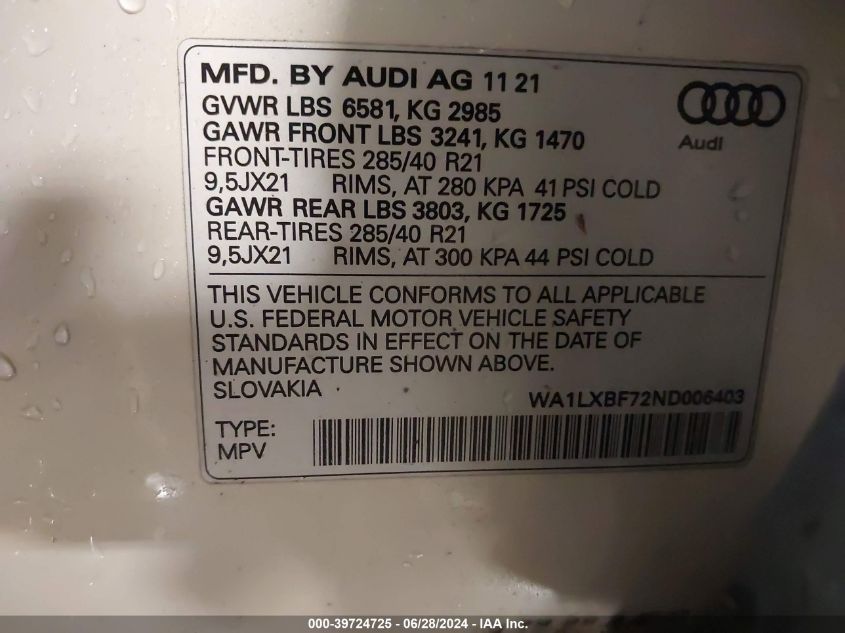 MFD. BY AUDI AG 11 21
GVWR LBS 6581, KG 2985
GAWR FRONT LBS 3241, KG 1470
FRONT-TIRES 285/40 R21
9,5JX21 RIMS, AT 280 KPA 41 PSI COLD
GAWR REAR LBS 3803, KG 1725
REAR-TIRES 285/40 R21
9,5JX21 RIMS, AT 300 KPA 44 PSI COLD
Audi
THIS VEHICLE CONFORMS TO ALL APPLICABLE
U.S. FEDERAL MOTOR VEHICLE SAFETY
STANDARDS IN EFFECT ON THE DATE OF
MANUFACTURE SHOWN ABOVE.
SLOVAKIA
WA1LXBF72ND006403
TYPE:
MPV
000-39724725 - 06/28/2024 - IAA Inc.